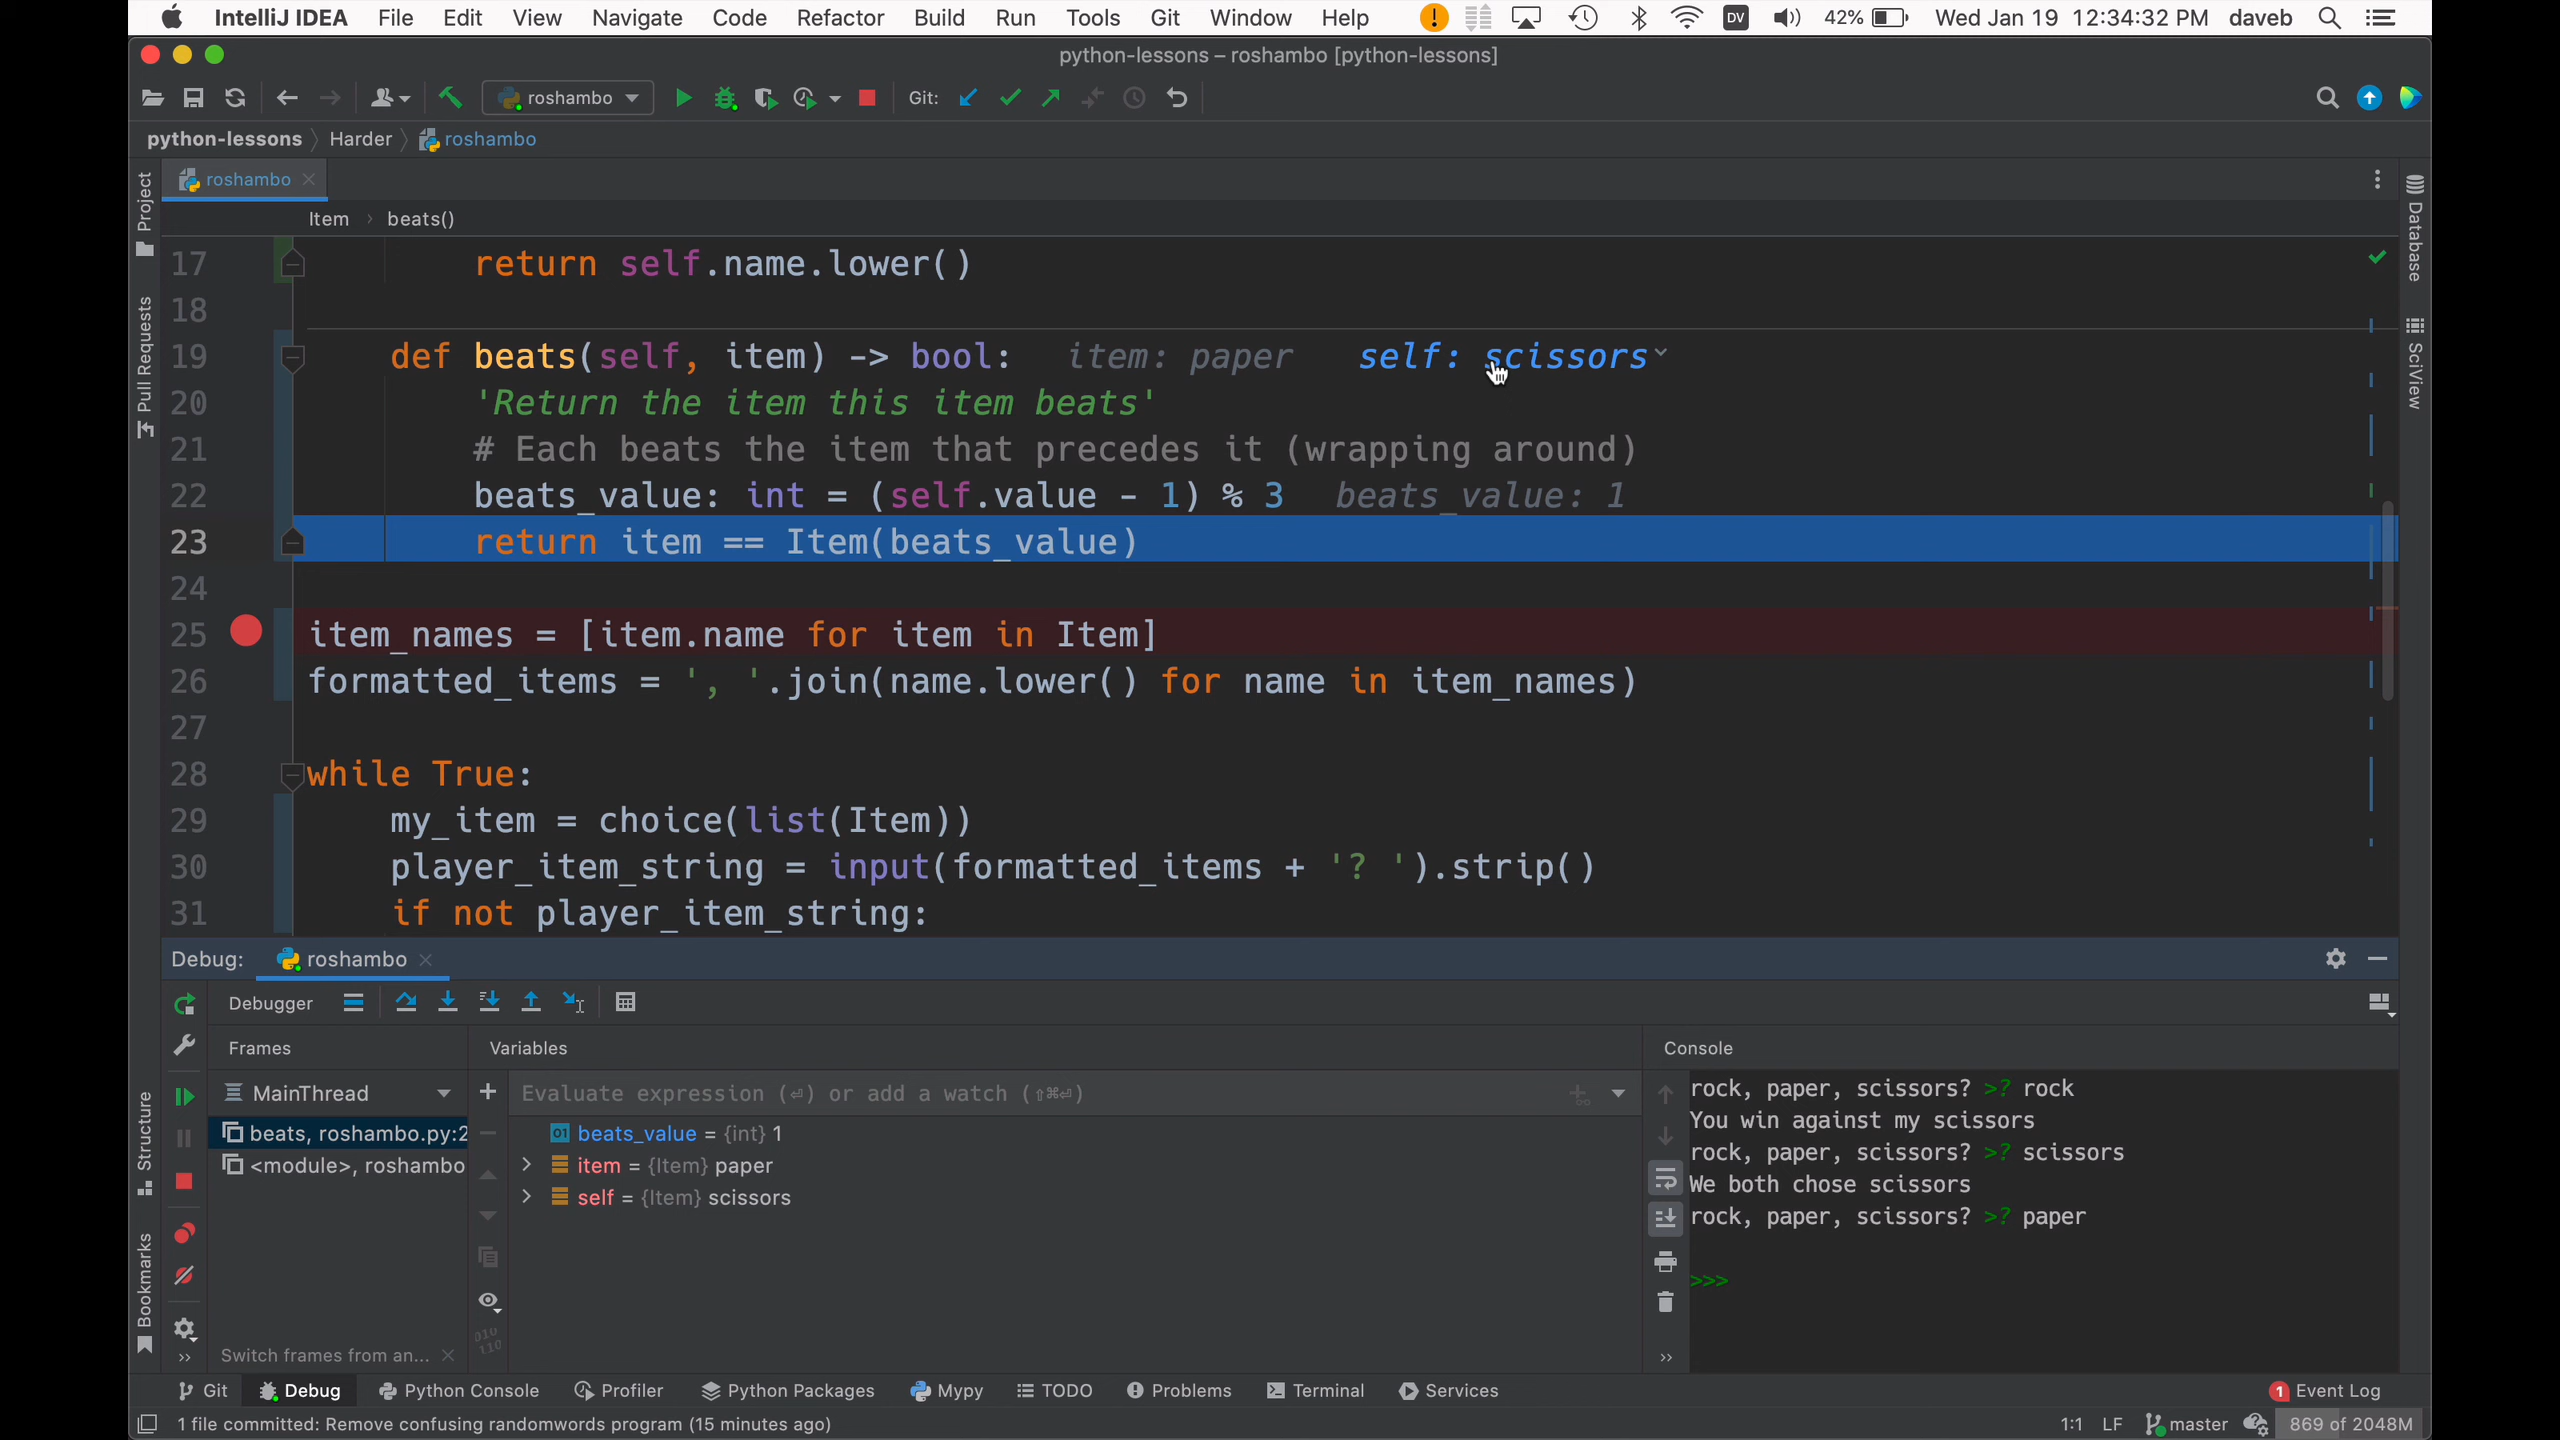 IntelliJ IDEA File Edit View Navigate Code Refactor Build Run Tools Git Window Help DV 42% Wed Jan 19 12:34:32 PM daveb
python-lessons – roshambo [python-lessons]
roshambo Git:
python-lessons Harder roshambo
roshambo
Item beats()
17 return self.name.lower()
18
19 def beats(self, item) -> bool: item: paper self: scissors
20 'Return the item this item beats'
21 # Each beats the item that precedes it (wrapping around)
22 beats_value: int = (self.value - 1) % 3 beats_value: 1
23 return item == Item(beats_value)
24
25 item_names = [item.name for item in Item]
26 formatted_items = ', '.join(name.lower() for name in item_names)
27
28 while True:
29 my_item = choice(list(Item))
30 player_item_string = input(formatted_items + '? ').strip()
31 if not player_item_string:
Project
Pull Requests
Structure
Bookmarks
Database
SciView
Debug: roshambo
Debugger
Frames Variables Console
MainThread
Evaluate expression (⏎) or add a watch (⇧⌘⏎)
beats, roshambo.py:2
<module>, roshambo
beats_value = {int} 1
item = {Item} paper
self = {Item} scissors
Switch frames from an...
rock, paper, scissors? >? rock
You win against my scissors
rock, paper, scissors? >? scissors
We both chose scissors
rock, paper, scissors? >? paper
>>>
Git Debug Python Console Profiler Python Packages Mypy TODO Problems Terminal Services 1 Event Log
1 file committed: Remove confusing randomwords program (15 minutes ago) 1:1 LF master 869 of 2048M